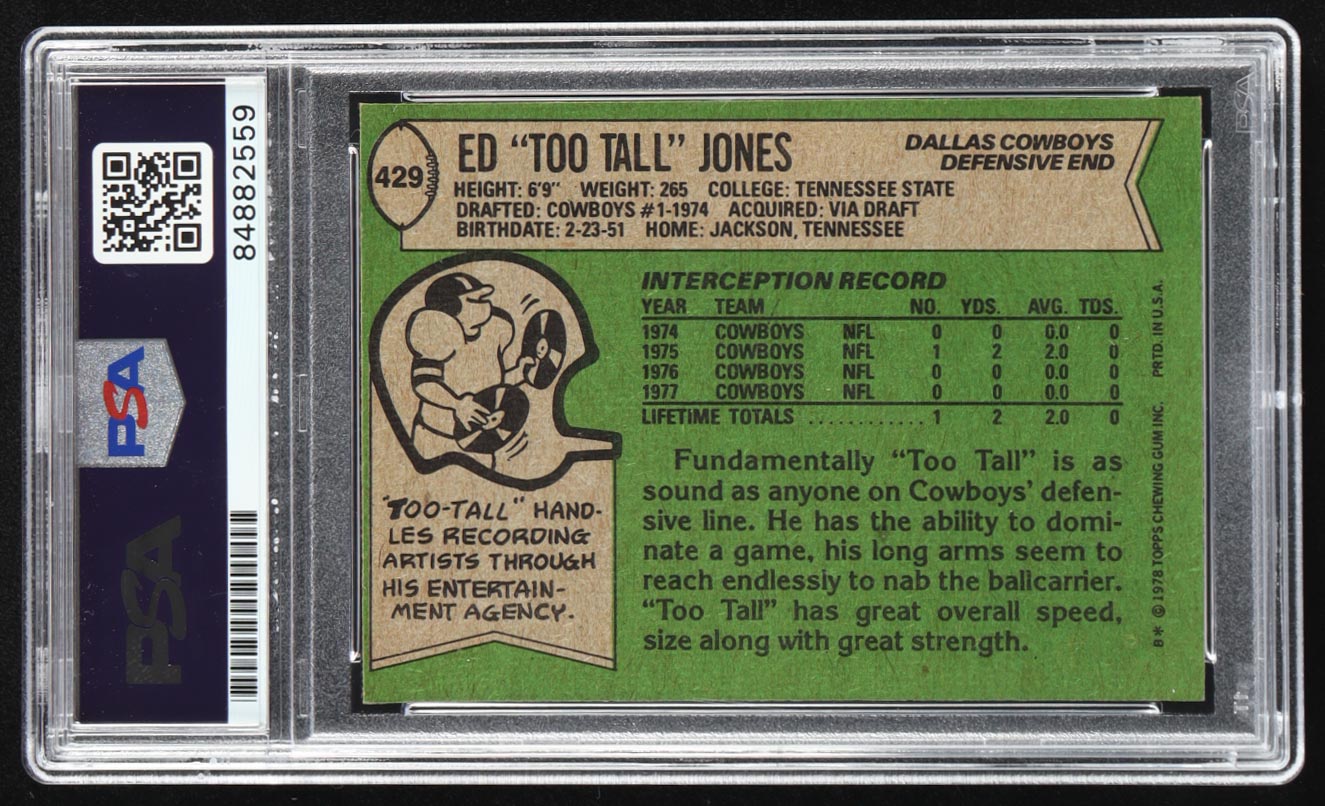 84882559
PSA
PSA
PSA
429
ED “TOO TALL” JONES
DALLAS COWBOYS
DEFENSIVE END
HEIGHT: 6'9" WEIGHT: 265 COLLEGE: TENNESSEE STATE
DRAFTED: COWBOYS #1-1974 ACQUIRED: VIA DRAFT
BIRTHDATE: 2-23-51 HOME: JACKSON, TENNESSEE
"TOO-TALL" HAND-
LES RECORDING
ARTISTS THROUGH
HIS ENTERTAIN-
MENT AGENCY.
INTERCEPTION RECORD
YEAR TEAM NO. YDS. AVG. TDS.
1974 COWBOYS NFL 0 0 0.0 0
1975 COWBOYS NFL 1 2 2.0 0
1976 COWBOYS NFL 0 0 0.0 0
1977 COWBOYS NFL 0 0 0.0 0
LIFETIME TOTALS ............ 1 2 2.0 0
Fundamentally “Too Tall” is as
sound as anyone on Cowboys’ defen-
sive line. He has the ability to domi-
nate a game, his long arms seem to
reach endlessly to nab the ballcarrier.
“Too Tall” has great overall speed,
size along with great strength.
8* © 1978 TOPPS CHEWING GUM INC. PRTD. IN U.S.A.